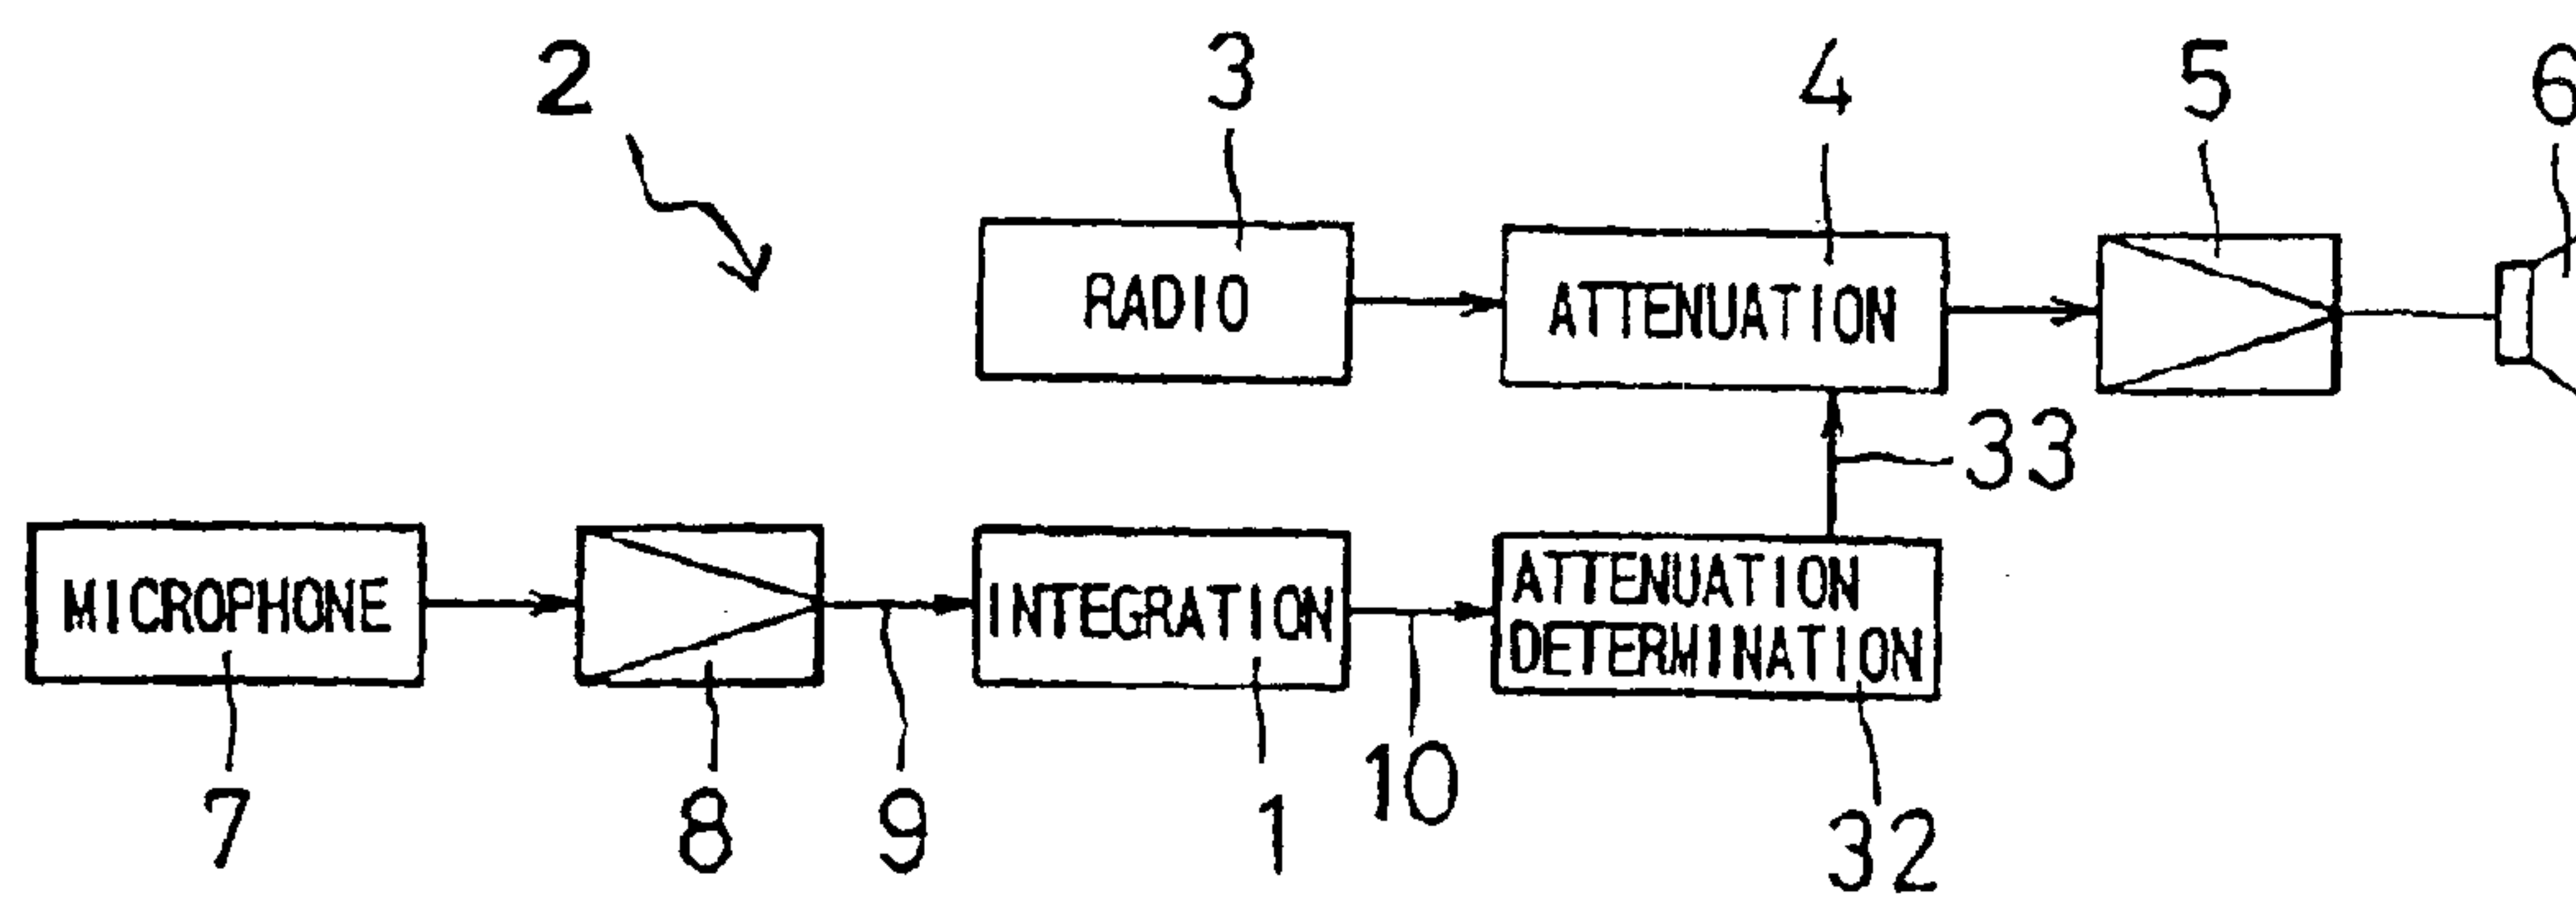 2
3
4
5
6
RADIO
ATTENUATION
33
MICROPHONE
INTEGRATION
ATTENUATION
DETERMINATION
7
8
9
1
10
32